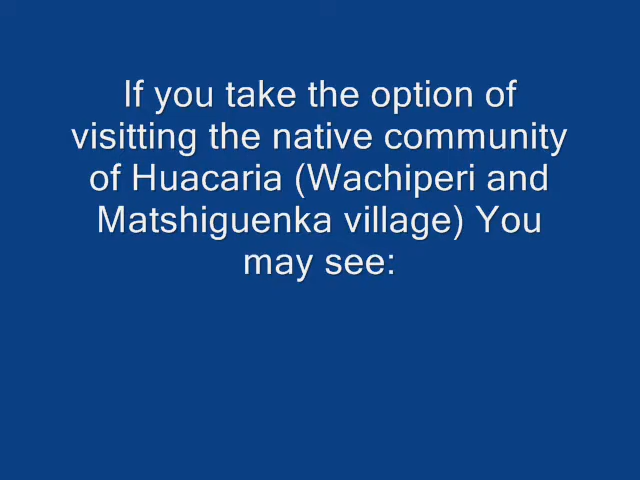 If you take the option of
visitting the native community
of Huacaria (Wachiperi and
Matshiguenka village) You
may see: